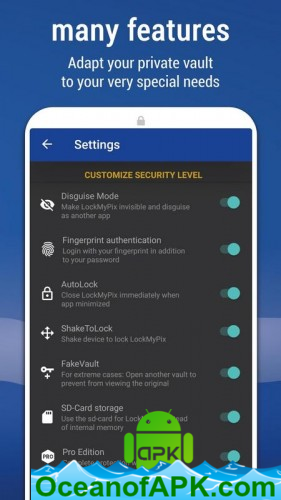 many features
Adapt your private vault
to your very special needs
Settings
CUSTOMIZE SECURITY LEVEL
Disguise Mode
Make LockMyPix invisible and disguise
as another app
Fingerprint authentication
Login with your fingerprint in addition
to your password
AutoLock
Close LockMyPix immediately when
app minimized
ShakeToLock
Shake device to lock LockMyPix
FakeVault
For extreme cases: Open another vault to
prevent from viewing the original
SD-Card storage
Use the sd-card for
of internal memory
PRO
Pro Edition
apk
OceanofAPK.com